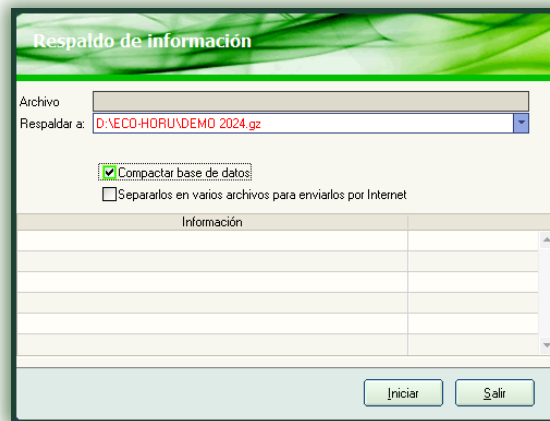 Respaldo de información
Archivo
Respaldar a: D:\ECO-HORU\DEMO 2024.gz
Compactar base de datos
Separarlos en varios archivos para enviarlos por Internet
Información
Iniciar Salir